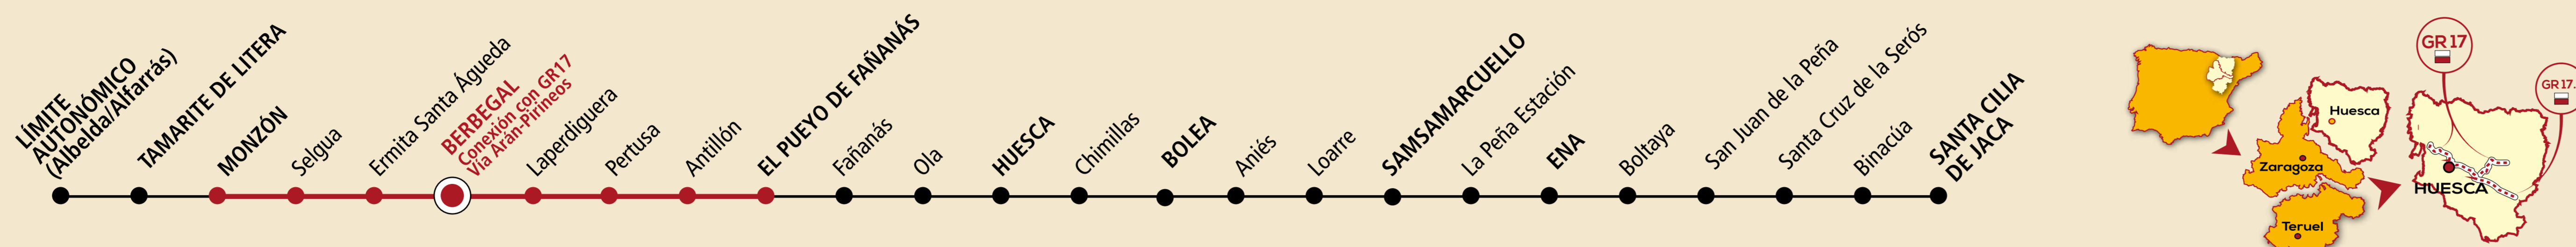 LÍMITE
AUTONÓMICO
(Albelda/Alfarrás)
TAMARITE DE LITERA
MONZÓN
Selgua
Ermita Santa Águeda
BERBEGAL
Conexión con GR17
Via Arán-Pirineos
Laperdiguera
Pertusa
Antillón
EL PUEYO DE FAÑANÁS
Fañanás
Ola
HUESCA
Chimillas
BOLEA
Aniés
Loarre
SAMSAMARCUELLO
La Peña Estación
ENA
Boltaya
San Juan de la Peña
Santa Cruz de la Serós
Binacúa
SANTA CILIA
DE JACA
Huesca
Zaragoza
Teruel
GR 17
GR 17.
HUESCA